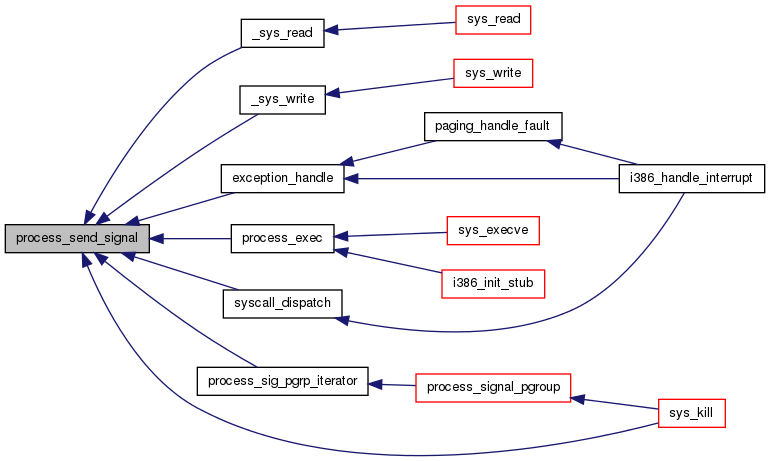 _sys_read
sys_read
_sys_write
sys_write
paging_handle_fault
exception_handle
i386_handle_interrupt
process_send_signal
process_exec
sys_execve
i386_init_stub
syscall_dispatch
process_sig_pgrp_iterator
process_signal_pgroup
sys_kill